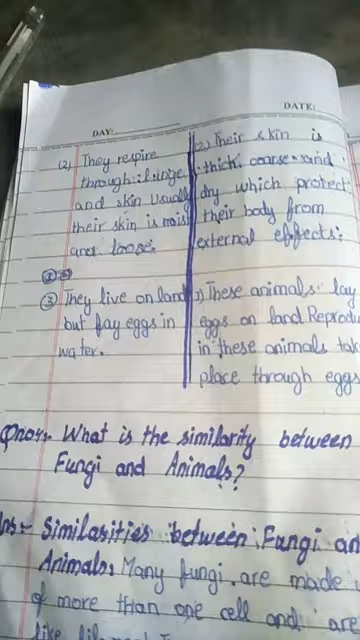 DATE:
DAY:
(2) They respire
through lungs
and skin usually
their skin is moist
and loose.
(2) Their skin is
thick coarse and
dry which protect
their body from
external effects:
③ They live on land
but lay eggs in
water.
These animals lay
eggs on land Reprodu
in these animals tak
place through eggs
What is the similarity between
Fungi and Animals?
Ans:- Similarities between Fungi an
Animals: Many fungi are made
of more than one cell and are
like